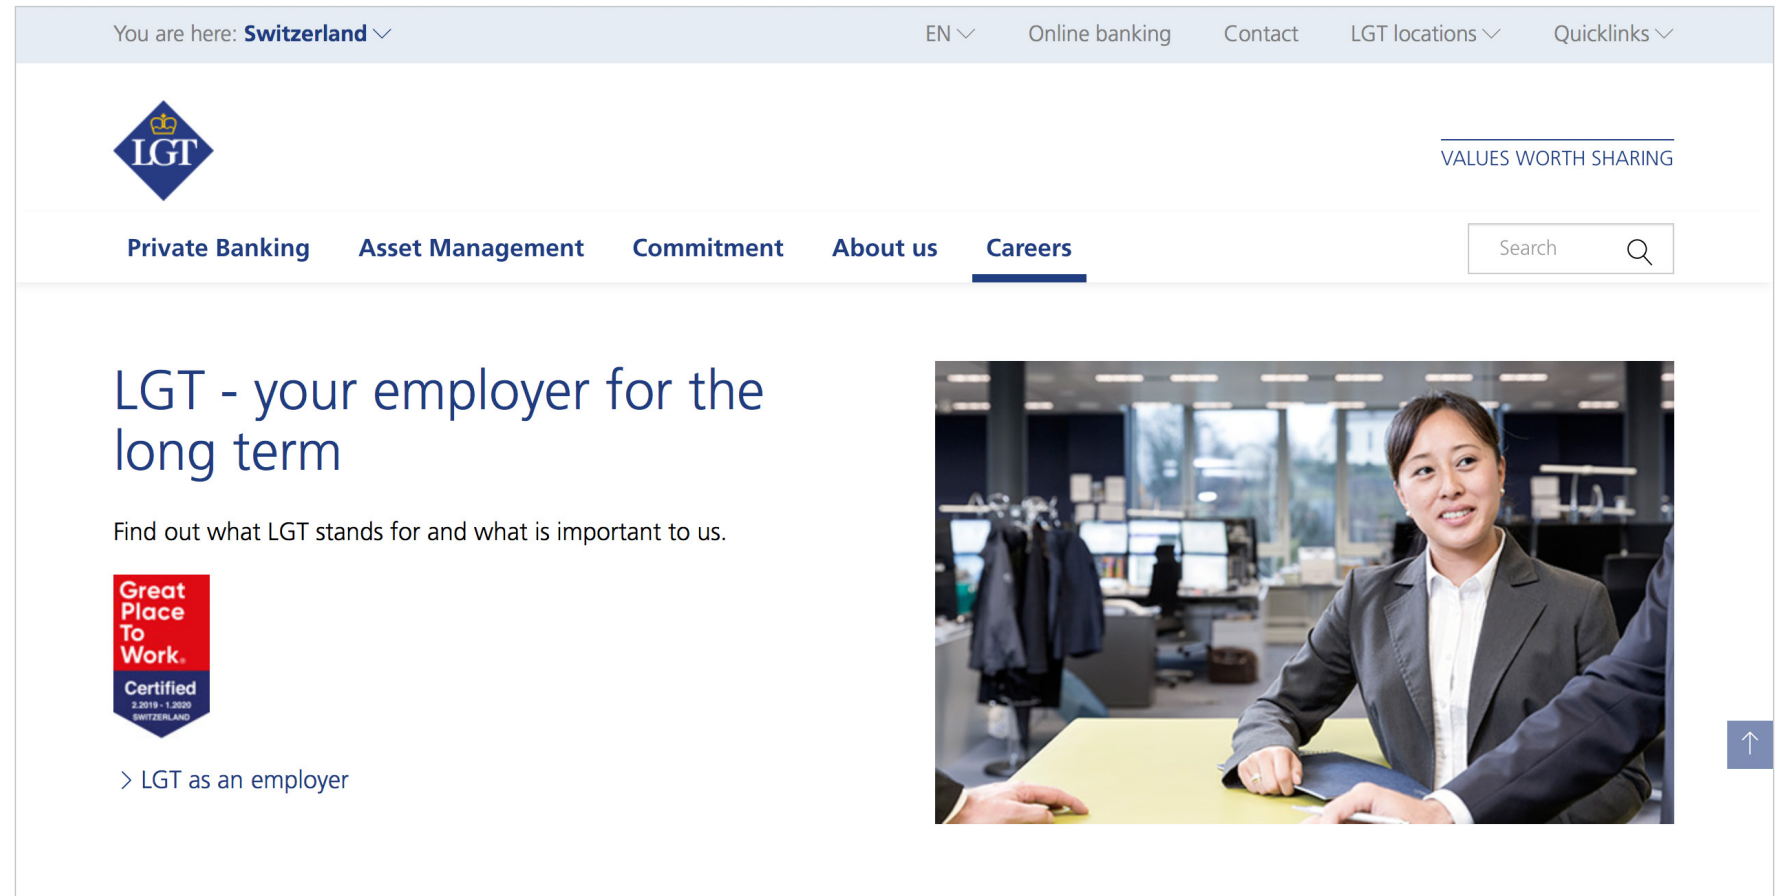 You are here: Switzerland
EN
Online banking
Contact
LGT locations
Quicklinks
LGT
VALUES WORTH SHARING
Private Banking
Asset Management
Commitment
About us
Careers
Search
LGT - your employer for the
long term
Find out what LGT stands for and what is important to us.
Great
Place
To
Work.
Certified
2.2019 - 1.2020
SWITZERLAND
LGT as an employer